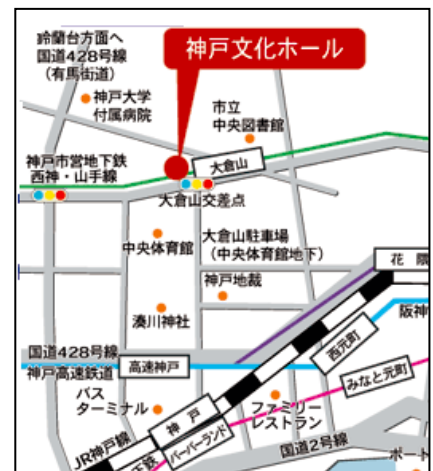 鈴蘭台方面へ
国道428号線
(有馬街道)
神戸文化ホール
神戸大学
付属病院
市立
中央図書館
神戸市営地下鉄
西神・山手線
大倉山
大倉山交差点
中央体育館
大倉山駐車場
(中央体育館地下)
花 隈
神戸地裁
湊川神社
阪神
西元町
国道428号線
神戸高速鉄道
高速神戸
みなと元町
バス
ターミナル
ファミリー
レストラン
神 戸
ハーバーランド
JR神戸線
国道2号線
ポート